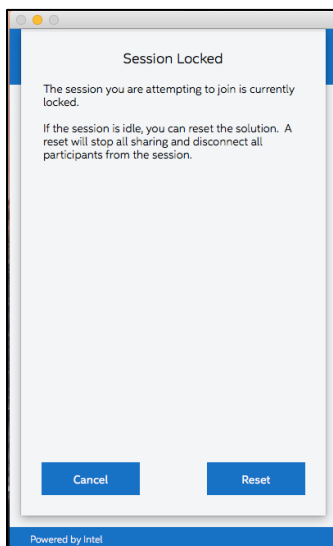 Session Locked
The session you are attempting to join is currently
locked.
If the session is idle, you can reset the solution.  A
reset will stop all sharing and disconnect all
participants from the session.
Cancel
Reset
Powered by Intel